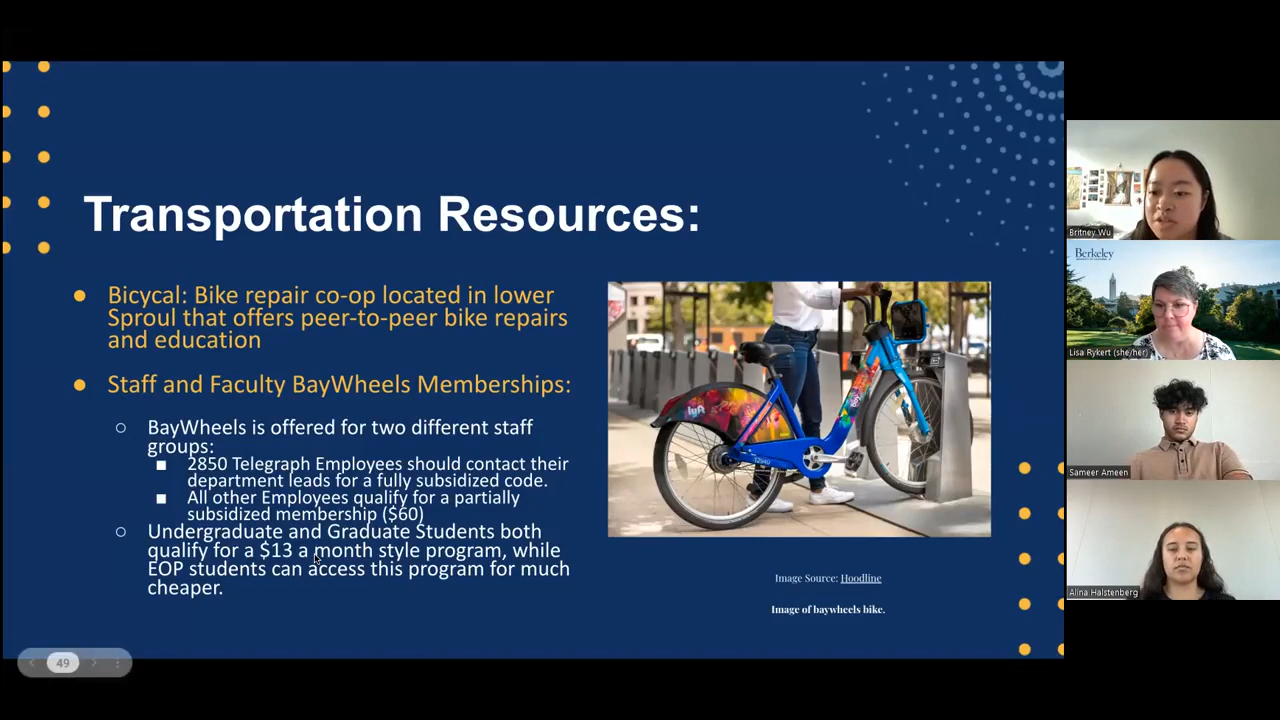 Transportation Resources:
● Bicycal: Bike repair co-op located in lower
Sproul that offers peer-to-peer bike repairs
and education
● Staff and Faculty BayWheels Memberships:
○ BayWheels is offered for two different staff
groups:
■ 2850 Telegraph Employees should contact their
department leads for a fully subsidized code.
■ All other Employees qualify for a partially
subsidized membership ($60)
○ Undergraduate and Graduate Students both
qualify for a $13 a month style program, while
EOP students can access this program for much
cheaper.
lyft
Image Source: Hoodline
Image of baywheels bike.
49
Britney Wu
Berkeley
Lisa Rykert (she/her)
Sameer Ameen
Alina Halstenberg